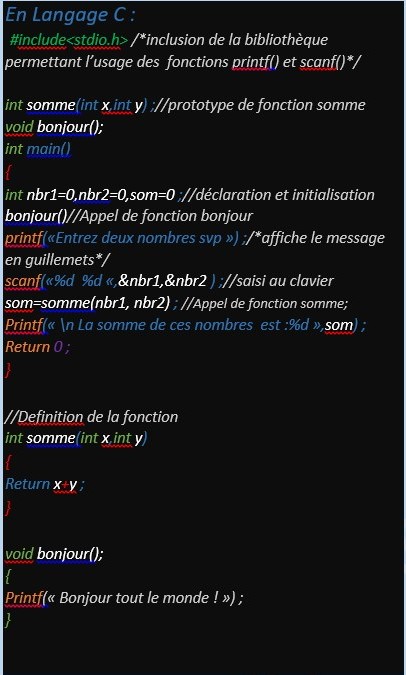 En Langage C :
#include<stdio.h> /*inclusion de la bibliothèque
permettant l’usage des fonctions printf() et scanf()*/
int somme(int x,int y) ;//prototype de fonction somme
void bonjour();
int main()
{
int nbr1=0,nbr2=0,som=0 ;//déclaration et initialisation
bonjour()//Appel de fonction bonjour
printf(«Entrez deux nombres svp ») ;/*affiche le message
en guillemets*/
scanf(«%d %d «,&nbr1,&nbr2 ) ;//saisi au clavier
som=somme(nbr1, nbr2) ; //Appel de fonction somme;
Printf(« \n La somme de ces nombres est :%d »,som) ;
Return 0 ;
}
//Definition de la fonction
int somme(int x,int y)
{
Return x+y ;
}
void bonjour();
{
Printf(« Bonjour tout le monde ! ») ;
}